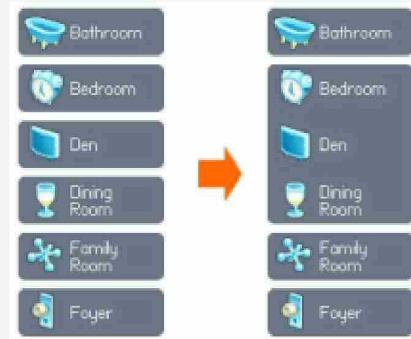 Bathroom
Bedroom
Den
Dining
Room
Family
Room
Foyer
Bathroom
Bedroom
Den
Dining
Room
Family
Room
Foyer